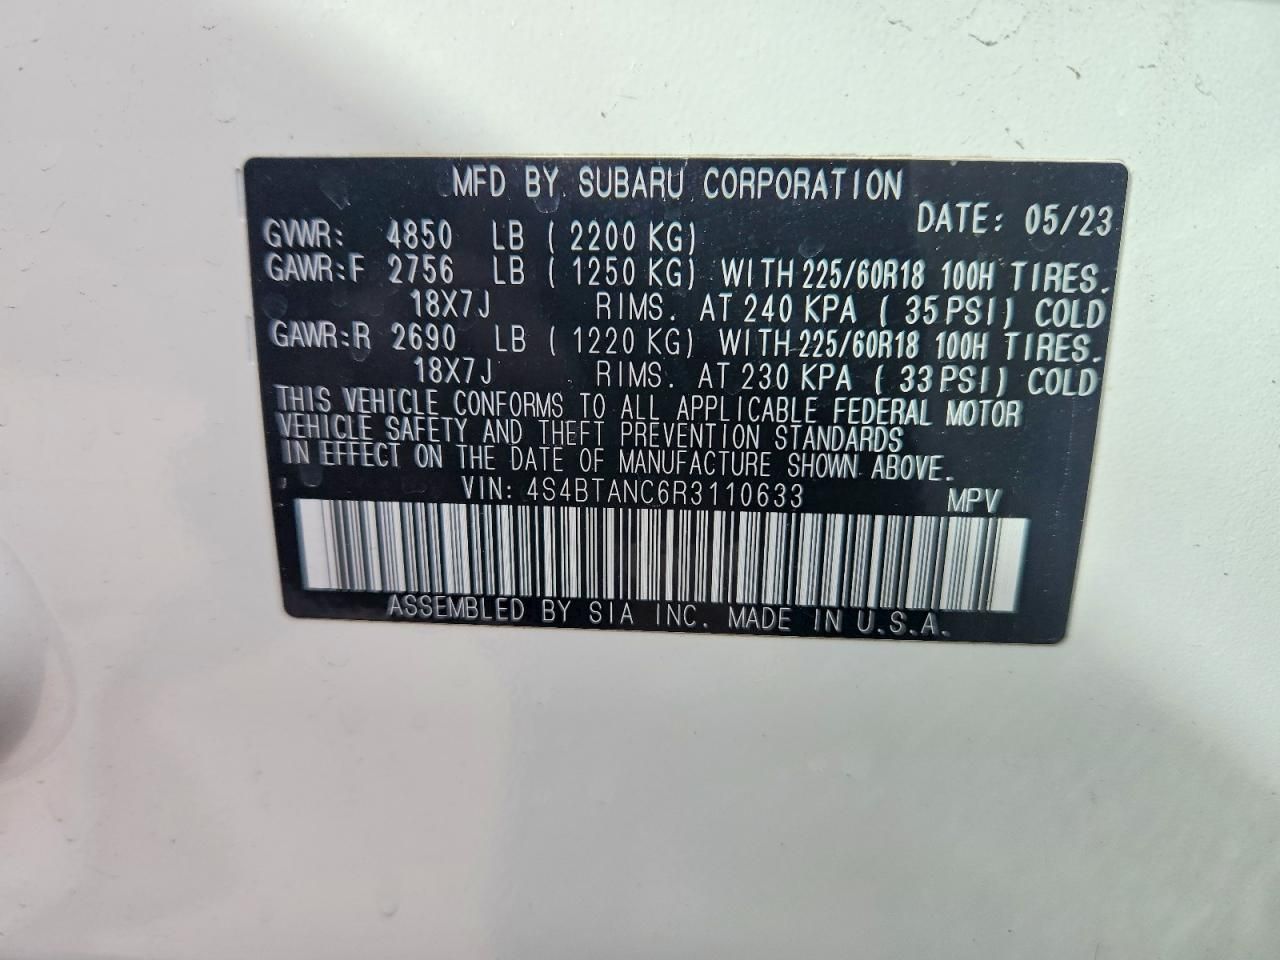 MFD BY SUBARU CORPORATION
DATE: 05/23
GVWR: 4850 LB ( 2200 KG)
GAWR:F 2756 LB ( 1250 KG) WITH 225/60R18 100H TIRES.
18X7J RIMS. AT 240 KPA ( 35 PSI) COLD
GAWR:R 2690 LB ( 1220 KG) WITH 225/60R18 100H TIRES.
18X7J RIMS. AT 230 KPA ( 33 PSI) COLD
THIS VEHICLE CONFORMS TO ALL APPLICABLE FEDERAL MOTOR
VEHICLE SAFETY AND THEFT PREVENTION STANDARDS
IN EFFECT ON THE DATE OF MANUFACTURE SHOWN ABOVE.
VIN: 4S4BTANC6R3110633 MPV
ASSEMBLED BY SIA INC. MADE IN U.S.A.